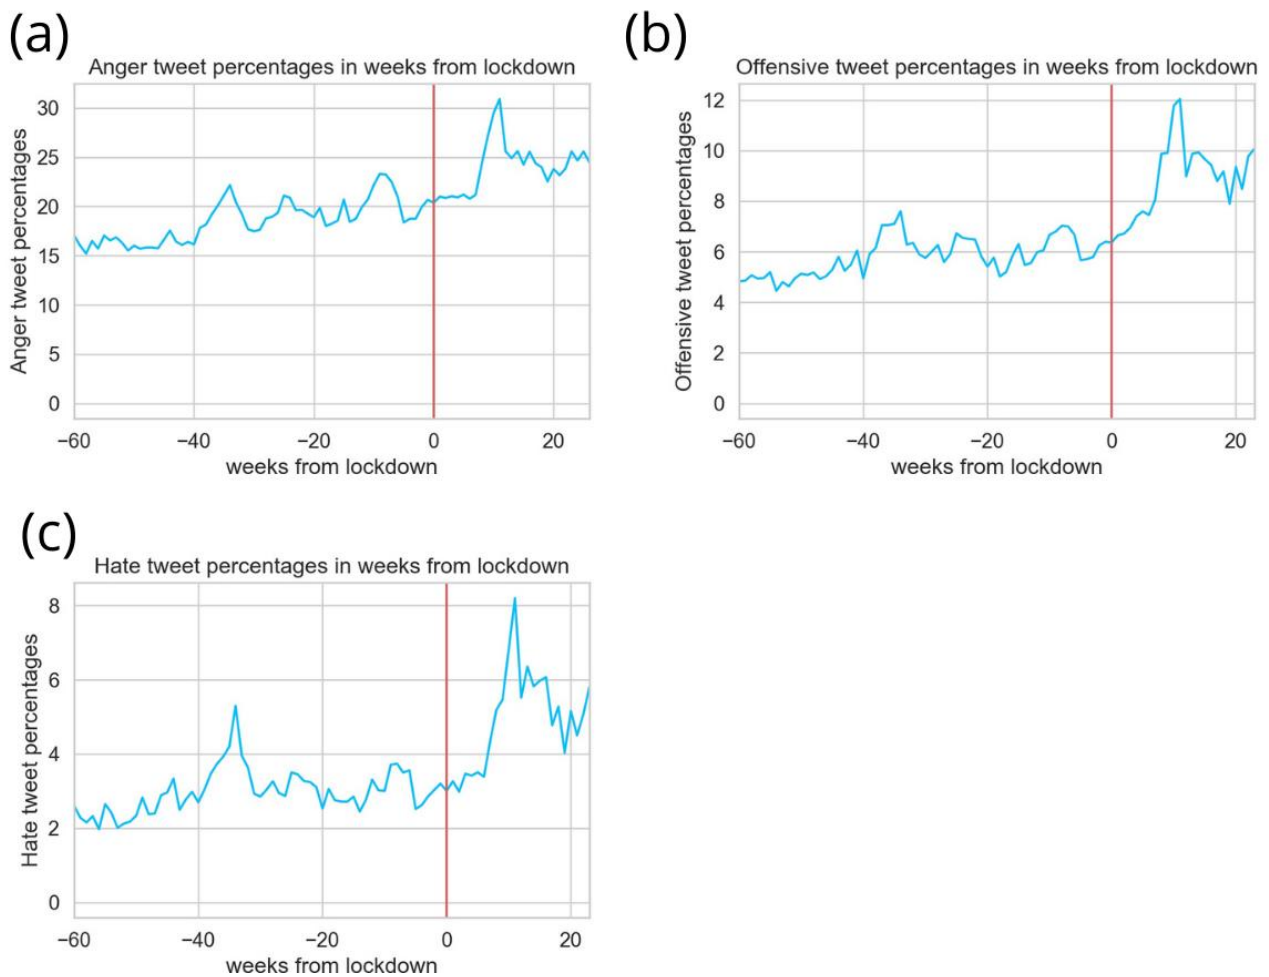 (a)
Anger tweet percentages in weeks from lockdown
Anger tweet percentages
30
25
20
15
10
5
0
−60 −40 −20 0 20
weeks from lockdown
(b)
Offensive tweet percentages in weeks from lockdown
Offensive tweet percentages
12
10
8
6
4
2
0
−60 −40 −20 0 20
weeks from lockdown
(c)
Hate tweet percentages in weeks from lockdown
Hate tweet percentages
8
6
4
2
0
−60 −40 −20 0 20
weeks from lockdown